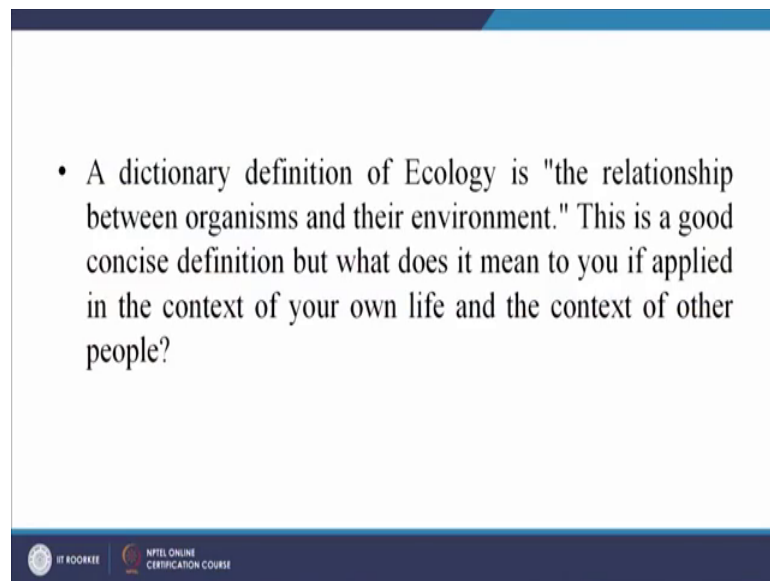 • A dictionary definition of Ecology is "the relationship
between organisms and their environment." This is a good
concise definition but what does it mean to you if applied
in the context of your own life and the context of other
people?
IIT ROORKEE
NPTEL ONLINE
CERTIFICATION COURSE